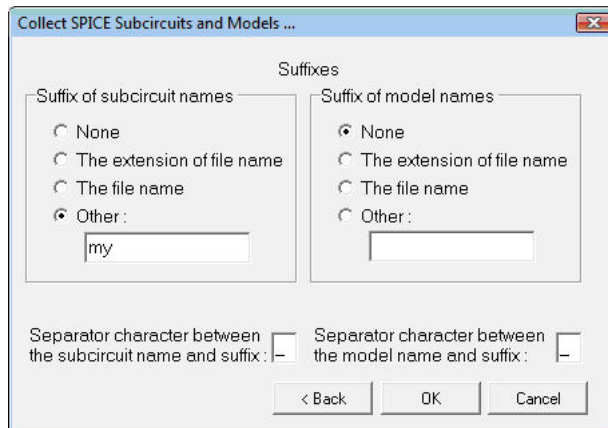 Collect SPICE Subcircuits and Models ...
Suffixes
Suffix of subcircuit names
None
The extension of file name
The file name
Other :
my
Suffix of model names
None
The extension of file name
The file name
Other :
Separator character between
the subcircuit name and suffix : _
Separator character between
the model name and suffix : _
< Back
OK
Cancel